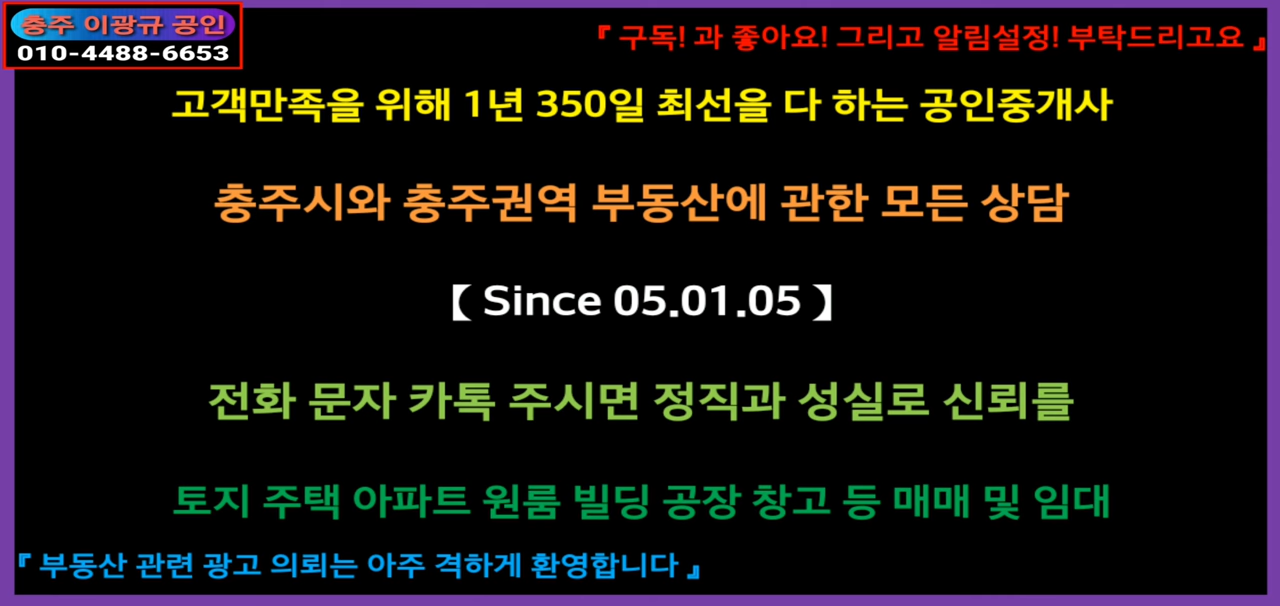 충주 이광규 공인
010-4488-6653
『 구독! 과 좋아요! 그리고 알림설정! 부탁드리고요 』
고객만족을 위해 1년 350일 최선을 다 하는 공인중개사
충주시와 충주권역 부동산에 관한 모든 상담
【 Since 05.01.05 】
전화 문자 카톡 주시면 정직과 성실로 신뢰를
토지 주택 아파트 원룸 빌딩 공장 창고 등 매매 및 임대
『 부동산 관련 광고 의뢰는 아주 격하게 환영합니다 』